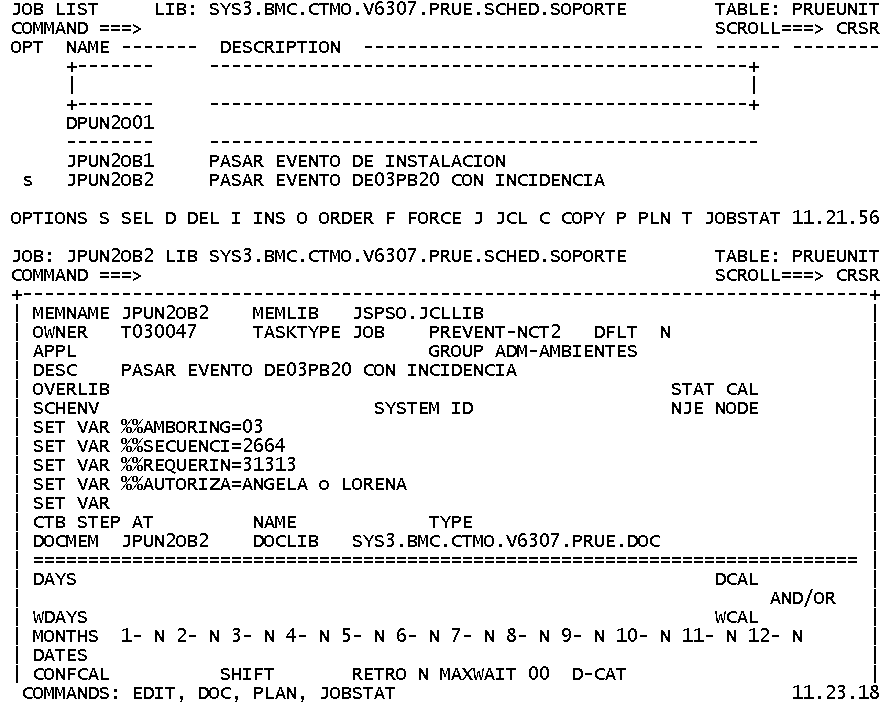 JOB LIST LIB: SYS3.BMC.CTMO.V6307.PRUE.SCHED.SOPORTE TABLE: PRUEUNIT
COMMAND ===> SCROLL===> CRSR
OPT NAME ------- DESCRIPTION ------------------------------- ------ --------
+------- --------------------------------------------------+
| |
+------- --------------------------------------------------+
DPUN2O01
-------- --------------------------------------------------
JPUN2OB1 PASAR EVENTO DE INSTALACION
s JPUN2OB2 PASAR EVENTO DE03PB20 CON INCIDENCIA
OPTIONS S SEL D DEL I INS O ORDER F FORCE J JCL C COPY P PLN T JOBSTAT 11.21.56
JOB: JPUN2OB2 LIB SYS3.BMC.CTMO.V6307.PRUE.SCHED.SOPORTE TABLE: PRUEUNIT
COMMAND ===> SCROLL===> CRSR
+-----------------------------------------------------------------------------+
MEMNAME JPUN2OB2 MEMLIB JSPSO.JCLLIB
OWNER T030047 TASKTYPE JOB PREVENT-NCT2 DFLT N
APPL GROUP ADM-AMBIENTES
DESC PASAR EVENTO DE03PB20 CON INCIDENCIA
OVERLIB STAT CAL
SCHENV SYSTEM ID NJE NODE
SET VAR %%AMBORING=03
SET VAR %%SECUENCI=2664
SET VAR %%REQUERIN=31313
SET VAR %%AUTORIZA=ANGELA o LORENA
SET VAR
CTB STEP AT NAME TYPE
DOCMEM JPUN2OB2 DOCLIB SYS3.BMC.CTMO.V6307.PRUE.DOC
===========================================================================
DAYS DCAL
AND/OR
WDAYS WCAL
MONTHS 1- N 2- N 3- N 4- N 5- N 6- N 7- N 8- N 9- N 10- N 11- N 12- N
DATES
CONFCAL SHIFT RETRO N MAXWAIT 00 D-CAT
COMMANDS: EDIT, DOC, PLAN, JOBSTAT 11.23.18